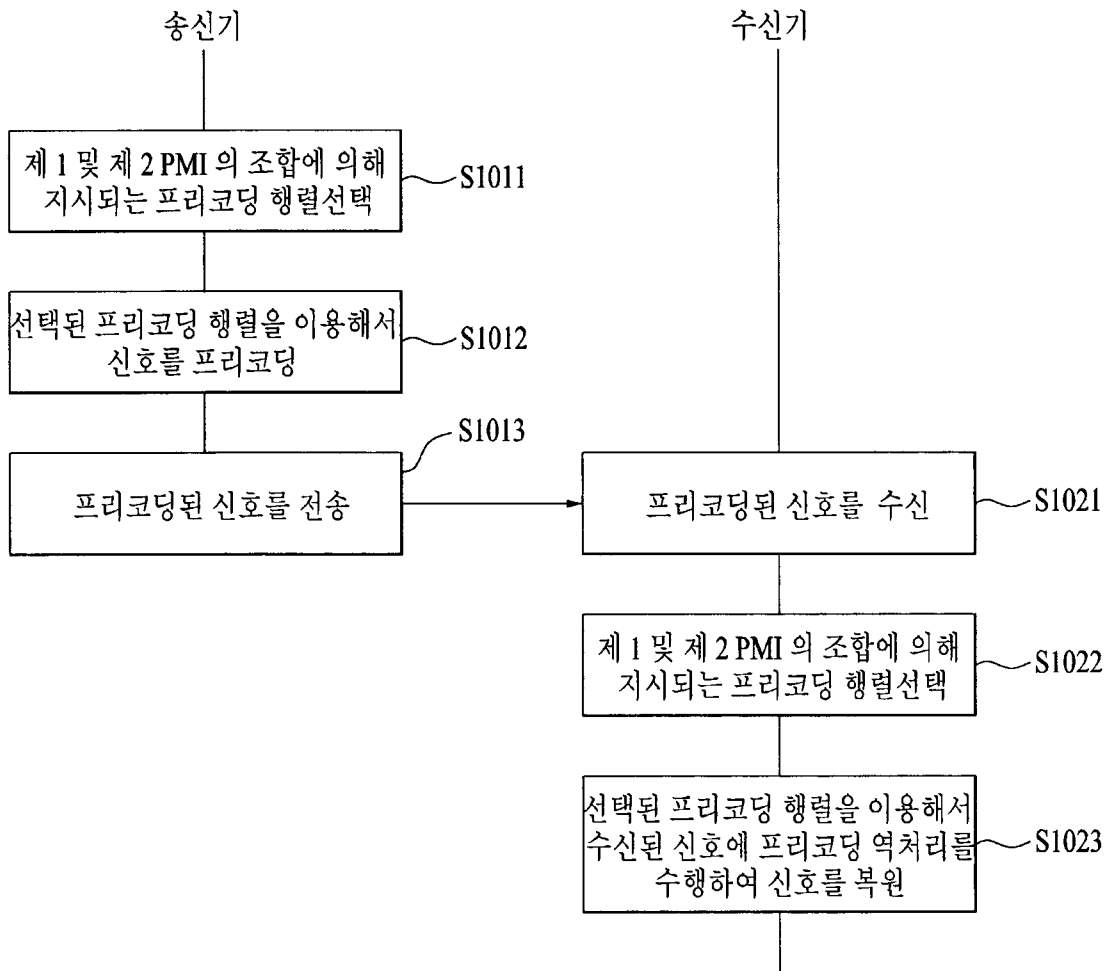 송신기
수신기
제 1 및 제 2 PMI 의 조합에 의해
지시되는 프리코딩 행렬선택
S1011
선택된 프리코딩 행렬을 이용해서
신호를 프리코딩
S1012
S1013
프리코딩된 신호를 전송
프리코딩된 신호를 수신
S1021
제 1 및 제 2 PMI 의 조합에 의해
지시되는 프리코딩 행렬선택
S1022
선택된 프리코딩 행렬을 이용해서
수신된 신호에 프리코딩 역처리를
수행하여 신호를 복원
S1023